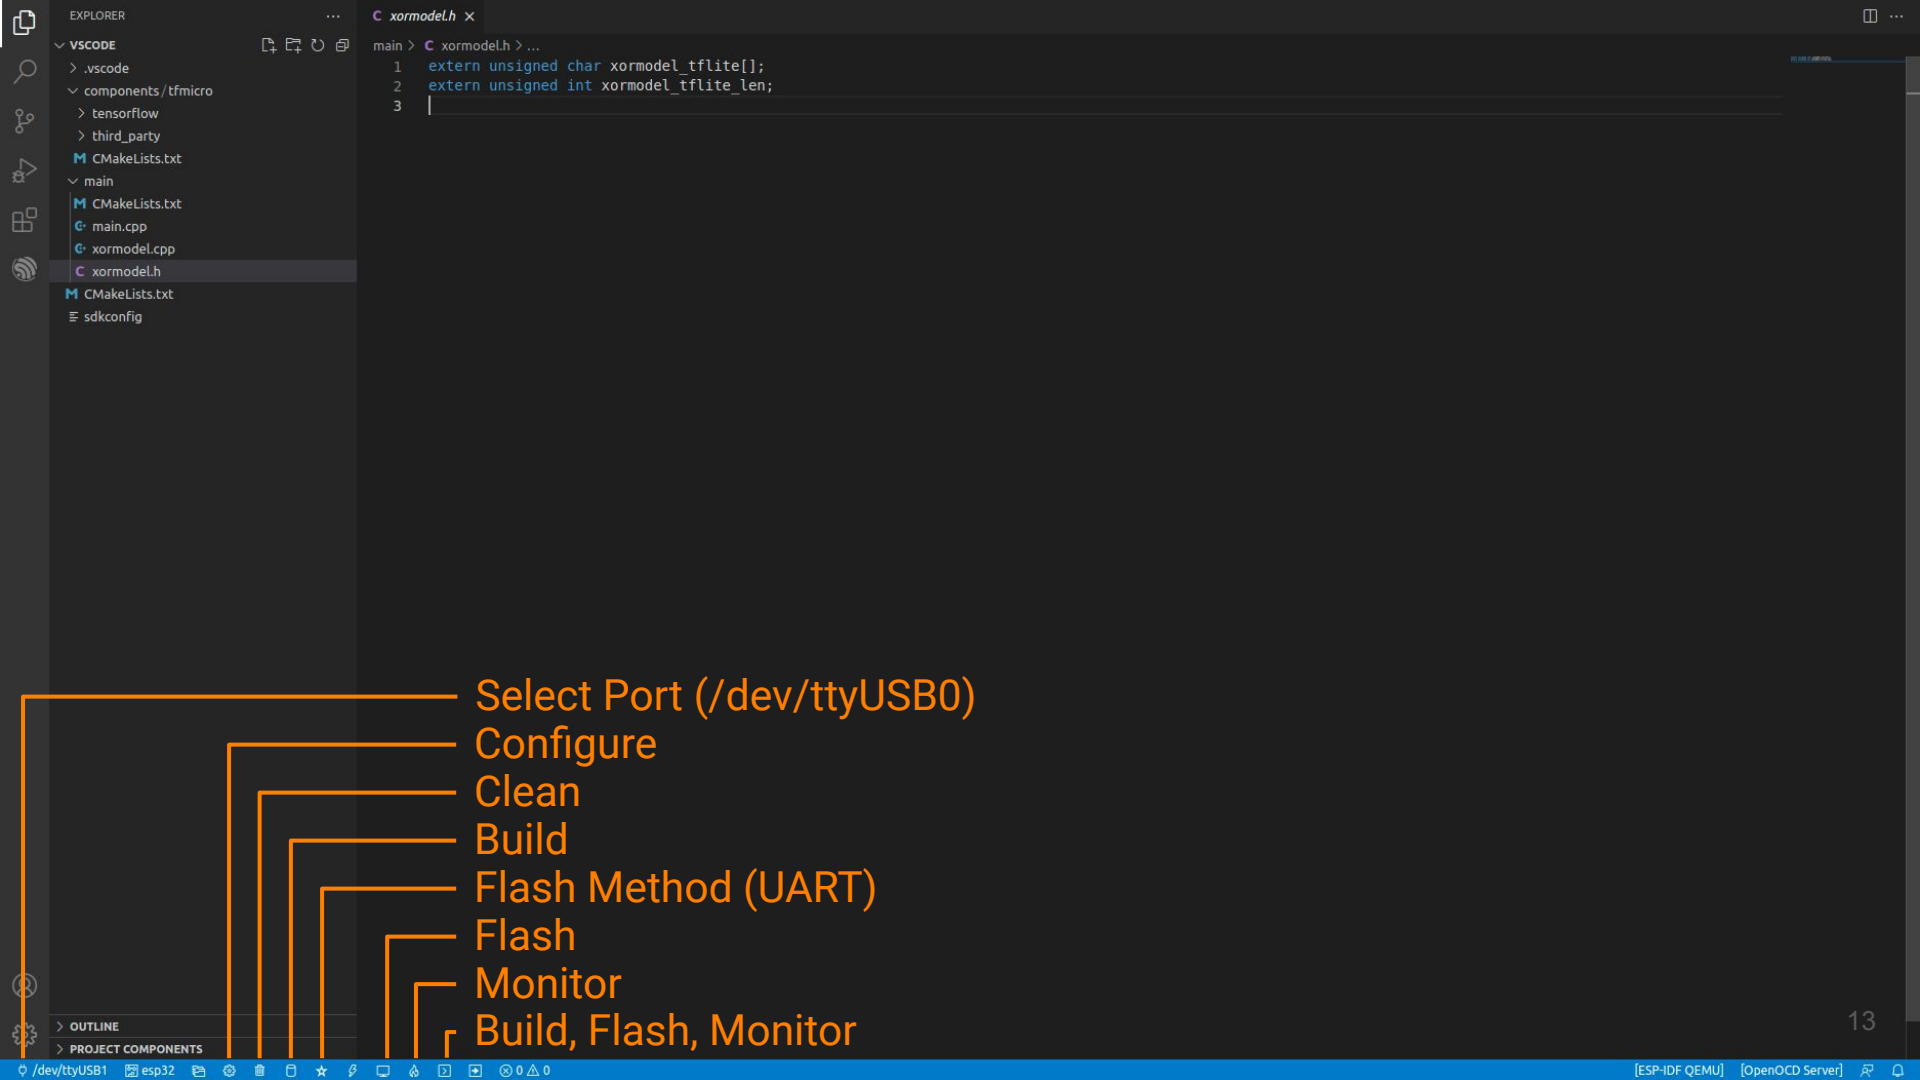 EXPLORER
xormodel.h
VSCODE
main > xormodel.h > ...
.vscode
1 extern unsigned char xormodel_tflite[];
components/tfmicro
2 extern unsigned int xormodel_tflite_len;
3
tensorflow
third_party
CMakeLists.txt
main
CMakeLists.txt
main.cpp
xormodel.cpp
xormodel.h
CMakeLists.txt
sdkconfig
Select Port (/dev/ttyUSB0)
Configure
Clean
Build
Flash Method (UART)
Flash
Monitor
Build, Flash, Monitor
13
OUTLINE
PROJECT COMPONENTS
/dev/ttyUSB1 esp32 0 0 [ESP-IDF QEMU] [OpenOCD Server]